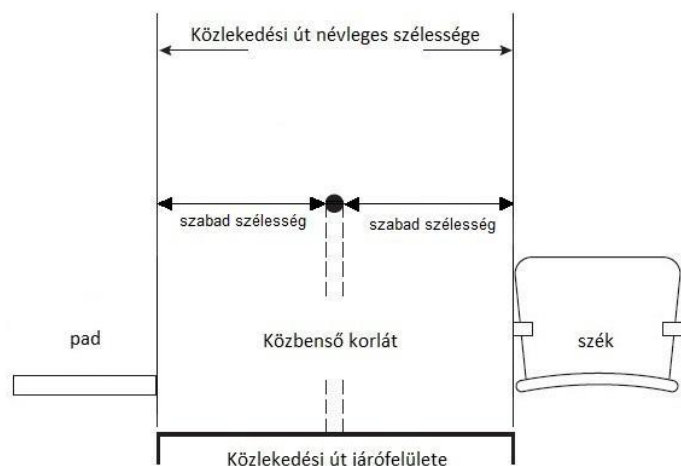 Közlekedési út névleges szélessége
szabad szélesség
szabad szélesség
pad
Közbenső korlát
szék
Közlekedési út járófelülete